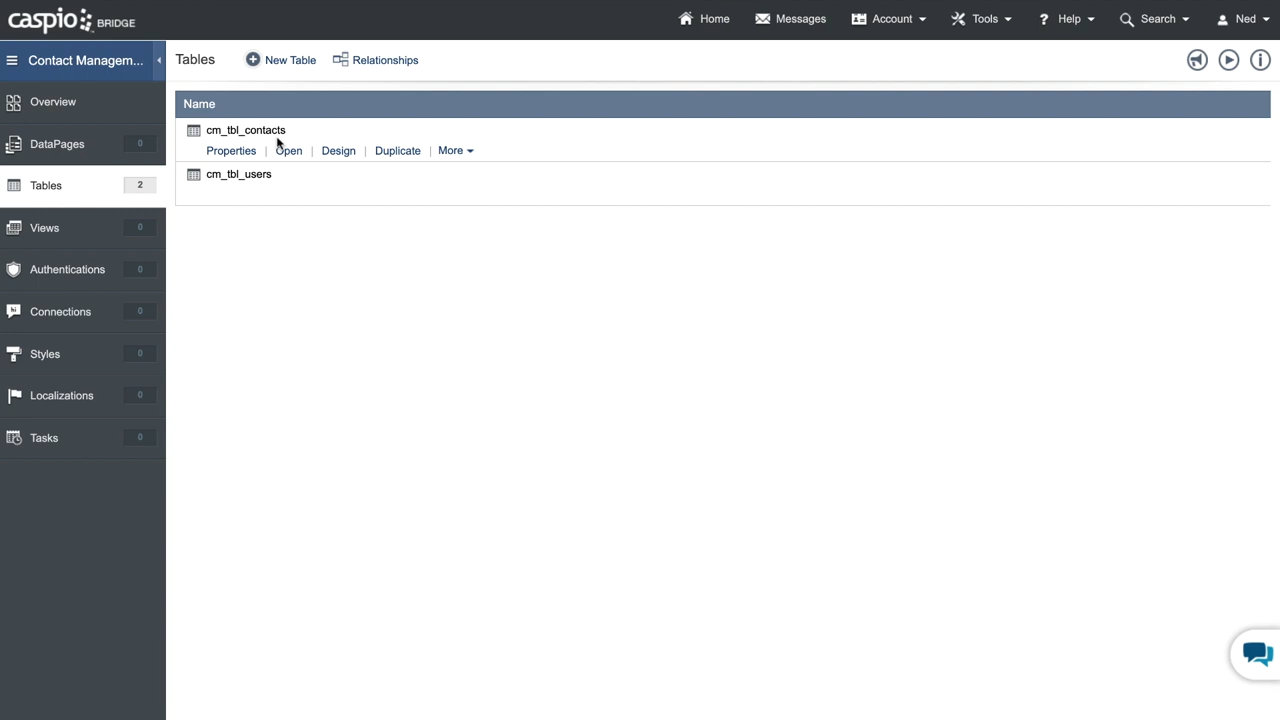 caspio BRIDGE
Home Messages Account Tools ? Help Search Ned
Contact Managem... Tables New Table Relationships
Overview
DataPages 0
Tables 2
Views 0
Authentications 0
Connections 0
Styles 0
Localizations 0
Tasks 0
Name
cm_tbl_contacts
Properties | Open | Design | Duplicate | More
cm_tbl_users